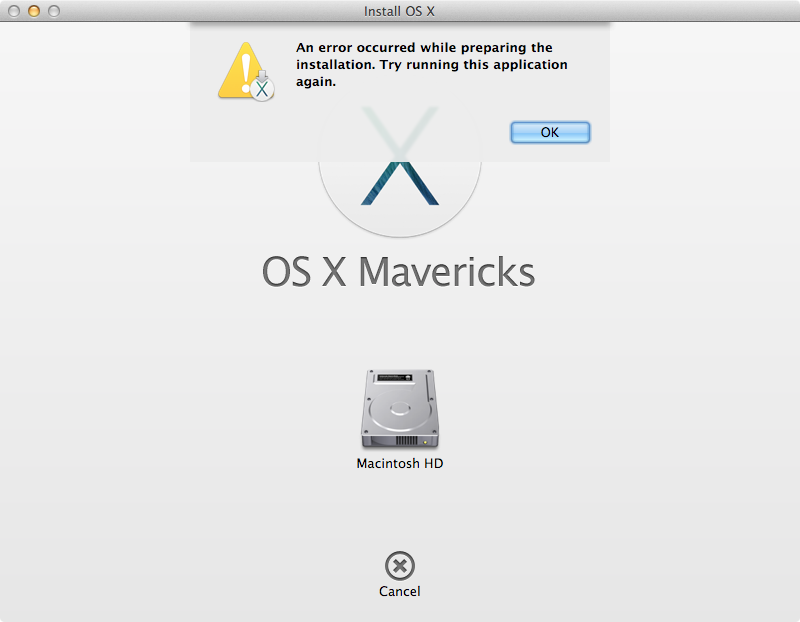 Install OS X
An error occurred while preparing the
installation. Try running this application
again.
OK
OS X Mavericks
Macintosh HD
Cancel